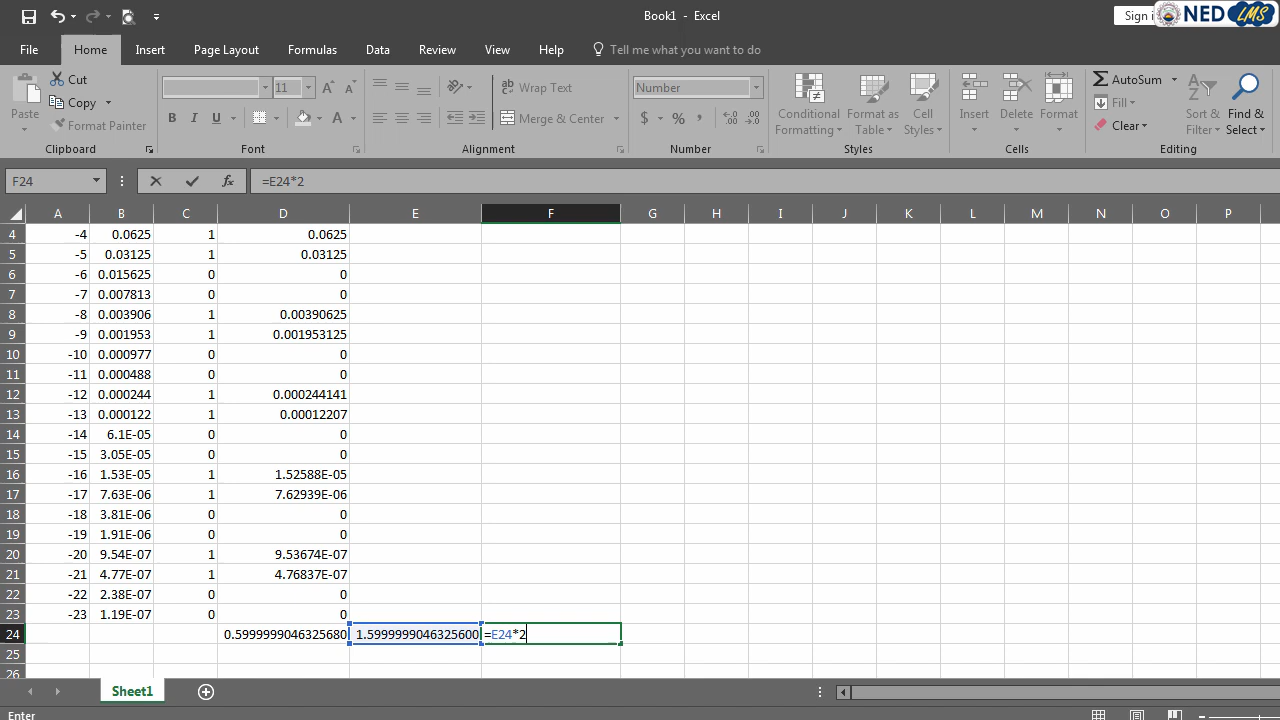 Book1 - Excel
Sign i
NED LMS
File Home Insert Page Layout Formulas Data Review View Help Tell me what you want to do
Paste
Cut
Copy
Format Painter
Clipboard
11
A A
B I U A
Font
ab Wrap Text
Merge & Center
Alignment
Number
$ % ,
Number
Conditional Formatting
Format as Table
Cell Styles
Styles
Insert Delete Format
Cells
AutoSum
Fill
Clear
Sort & Filter
Find & Select
Editing
F24 fx =E24*2
A B C D E F G H I J K L M N O P
4 -4 0.0625 1 0.0625
5 -5 0.03125 1 0.03125
6 -6 0.015625 0 0
7 -7 0.007813 0 0
8 -8 0.003906 1 0.00390625
9 -9 0.001953 1 0.001953125
10 -10 0.000977 0 0
11 -11 0.000488 0 0
12 -12 0.000244 1 0.000244141
13 -13 0.000122 1 0.00012207
14 -14 6.1E-05 0 0
15 -15 3.05E-05 0 0
16 -16 1.53E-05 1 1.52588E-05
17 -17 7.63E-06 1 7.62939E-06
18 -18 3.81E-06 0 0
19 -19 1.91E-06 0 0
20 -20 9.54E-07 1 9.53674E-07
21 -21 4.77E-07 1 4.76837E-07
22 -22 2.38E-07 0 0
23 -23 1.19E-07 0 0
24 0.5999999046325680 1.5999999046325600 =E24*2
25
26
Sheet1
Enter